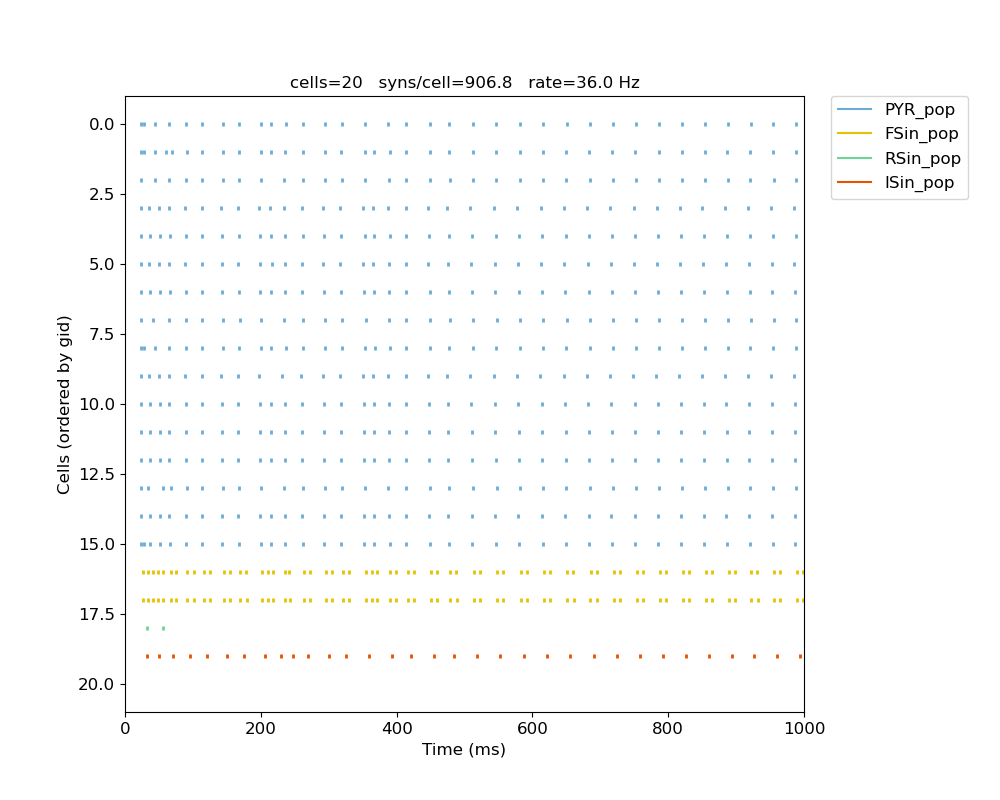 cells=20   syns/cell=906.8   rate=36.0 Hz
PYR_pop
FSin_pop
RSin_pop
ISin_pop
Cells (ordered by gid)
0.0
2.5
5.0
7.5
10.0
12.5
15.0
17.5
20.0
0 200 400 600 800 1000
Time (ms)